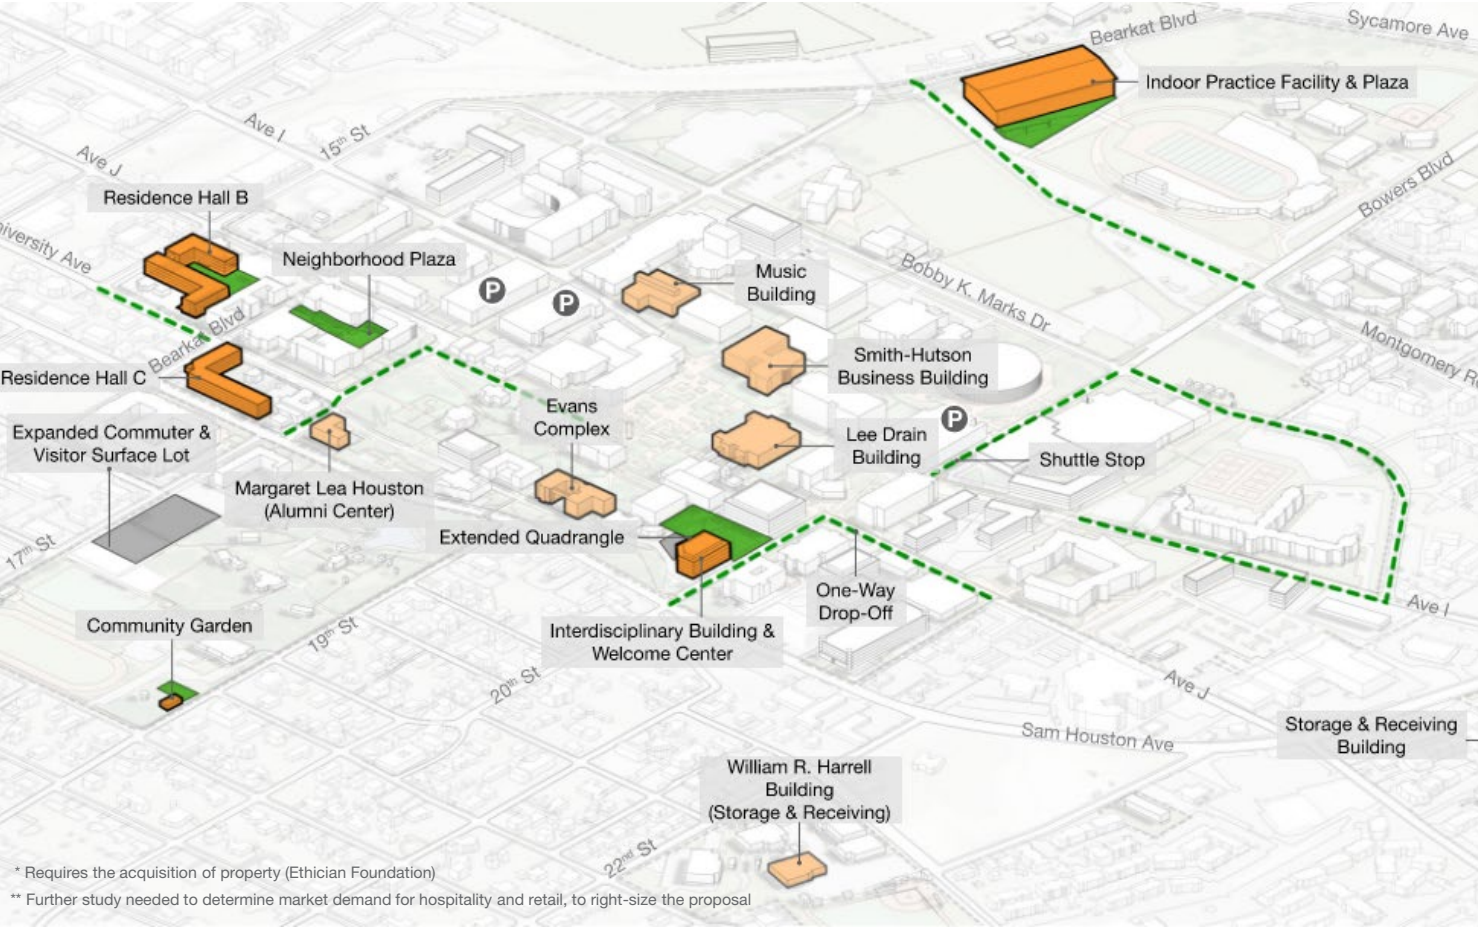 Bearkat Blvd
Sycamore Ave
Indoor Practice Facility & Plaza
Ave I
15th St
Ave J
Bowers Blvd
Residence Hall B
Neighborhood Plaza
Music
Building
Bobby K. Marks Dr
P
P
Bearkat Blvd
Montgomery
Smith-Hutson
Business Building
Residence Hall C
Evans
Complex
P
Expanded Commuter &
Visitor Surface Lot
Lee Drain
Building
Shuttle Stop
Margaret Lea Houston
(Alumni Center)
17th St
Extended Quadrangle
One-Way
Drop-Off
Ave I
Community Garden
19th St
Interdisciplinary Building &
Welcome Center
20th St
Ave J
Sam Houston Ave
Storage & Receiving
Building
William R. Harrell
Building
(Storage & Receiving)
22nd St
* Requires the acquisition of property (Ethician Foundation)
** Further study needed to determine market demand for hospitality and retail, to right-size the proposal